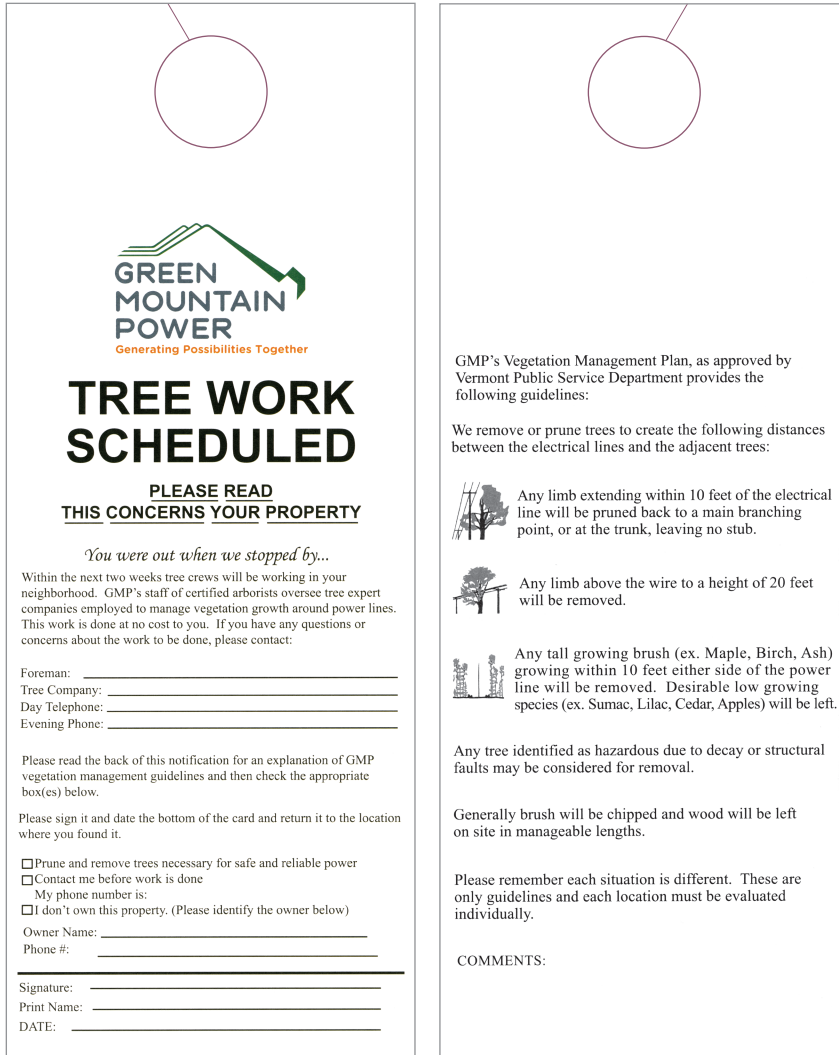 GREEN
MOUNTAIN
POWER
Generating Possibilities Together
TREE WORK
SCHEDULED
PLEASE READ
THIS CONCERNS YOUR PROPERTY
You were out when we stopped by...
Within the next two weeks tree crews will be working in your
neighborhood. GMP's staff of certified arborists oversee tree expert
companies employed to manage vegetation growth around power lines.
This work is done at no cost to you. If you have any questions or
concerns about the work to be done, please contact:
Foreman:
Tree Company:
Day Telephone:
Evening Phone:
Please read the back of this notification for an explanation of GMP
vegetation management guidelines and then check the appropriate
box(es) below.
Please sign it and date the bottom of the card and return it to the location
where you found it.
Prune and remove trees necessary for safe and reliable power
Contact me before work is done
My phone number is:
I don't own this property. (Please identify the owner below)
Owner Name:
Phone #:
Signature:
Print Name:
DATE:
GMP's Vegetation Management Plan, as approved by
Vermont Public Service Department provides the
following guidelines:
We remove or prune trees to create the following distances
between the electrical lines and the adjacent trees:
Any limb extending within 10 feet of the electrical
line will be pruned back to a main branching
point, or at the trunk, leaving no stub.
Any limb above the wire to a height of 20 feet
will be removed.
Any tall growing brush (ex. Maple, Birch, Ash)
growing within 10 feet either side of the power
line will be removed. Desirable low growing
species (ex. Sumac, Lilac, Cedar, Apples) will be left.
Any tree identified as hazardous due to decay or structural
faults may be considered for removal.
Generally brush will be chipped and wood will be left
on site in manageable lengths.
Please remember each situation is different. These are
only guidelines and each location must be evaluated
individually.
COMMENTS: